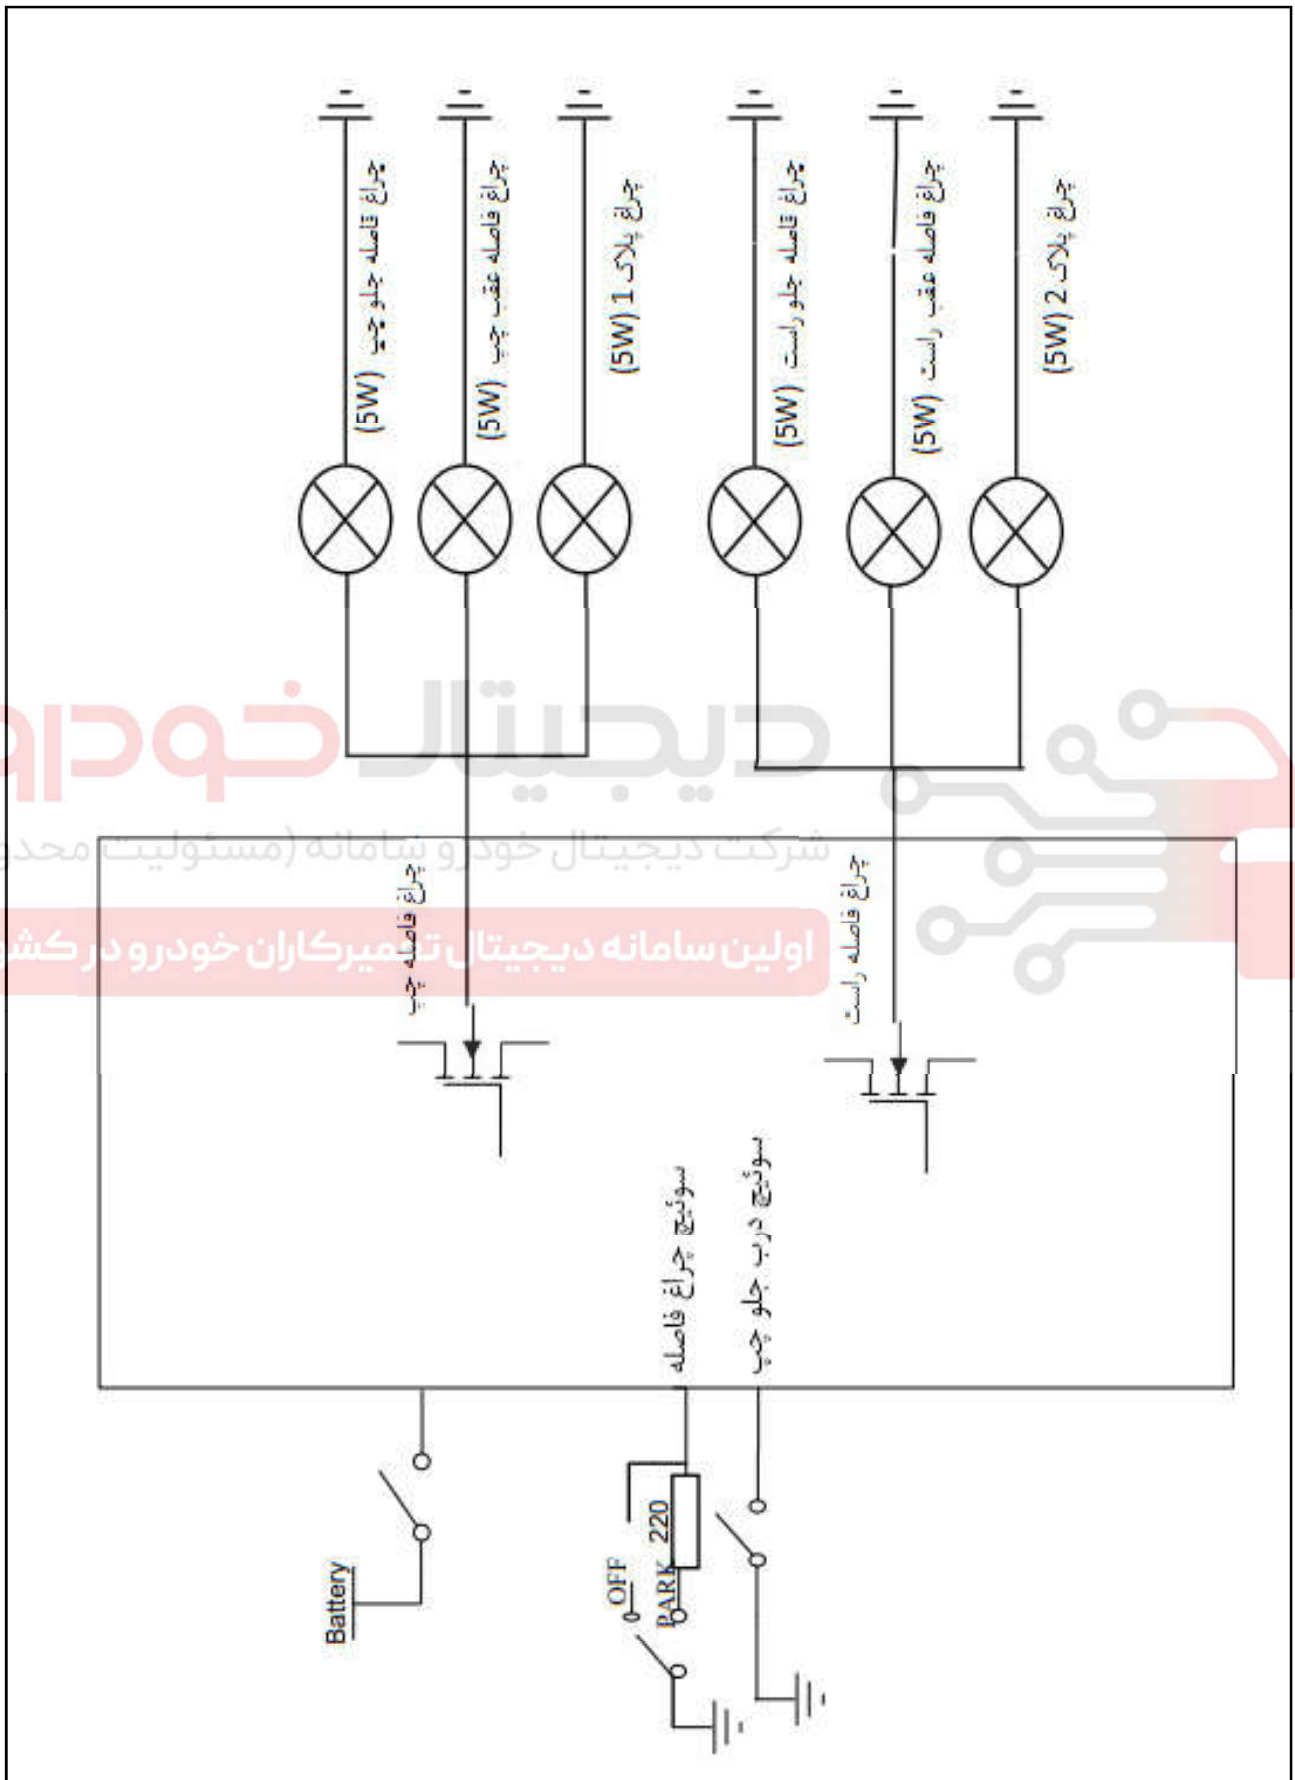 چراغ فاصله جلو چپ (5W)
چراغ فاصله عقب چپ (5W)
چراغ پلاک 1 (5W)
چراغ فاصله جلو راست (5W)
چراغ فاصله عقب راست (5W)
چراغ پلاک 2 (5W)
دیجیتال خودرو
شرکت دیجیتال خودرو سامانه (مسئولیت محدو
اولین سامانه دیجیتال تعمیرکاران خودرو در کشو
چراغ فاصله چپ
چراغ فاصله راست
سوئیچ چراغ فاصله
سوئیچ درب جلو چپ
Battery
OFF
PARK
220